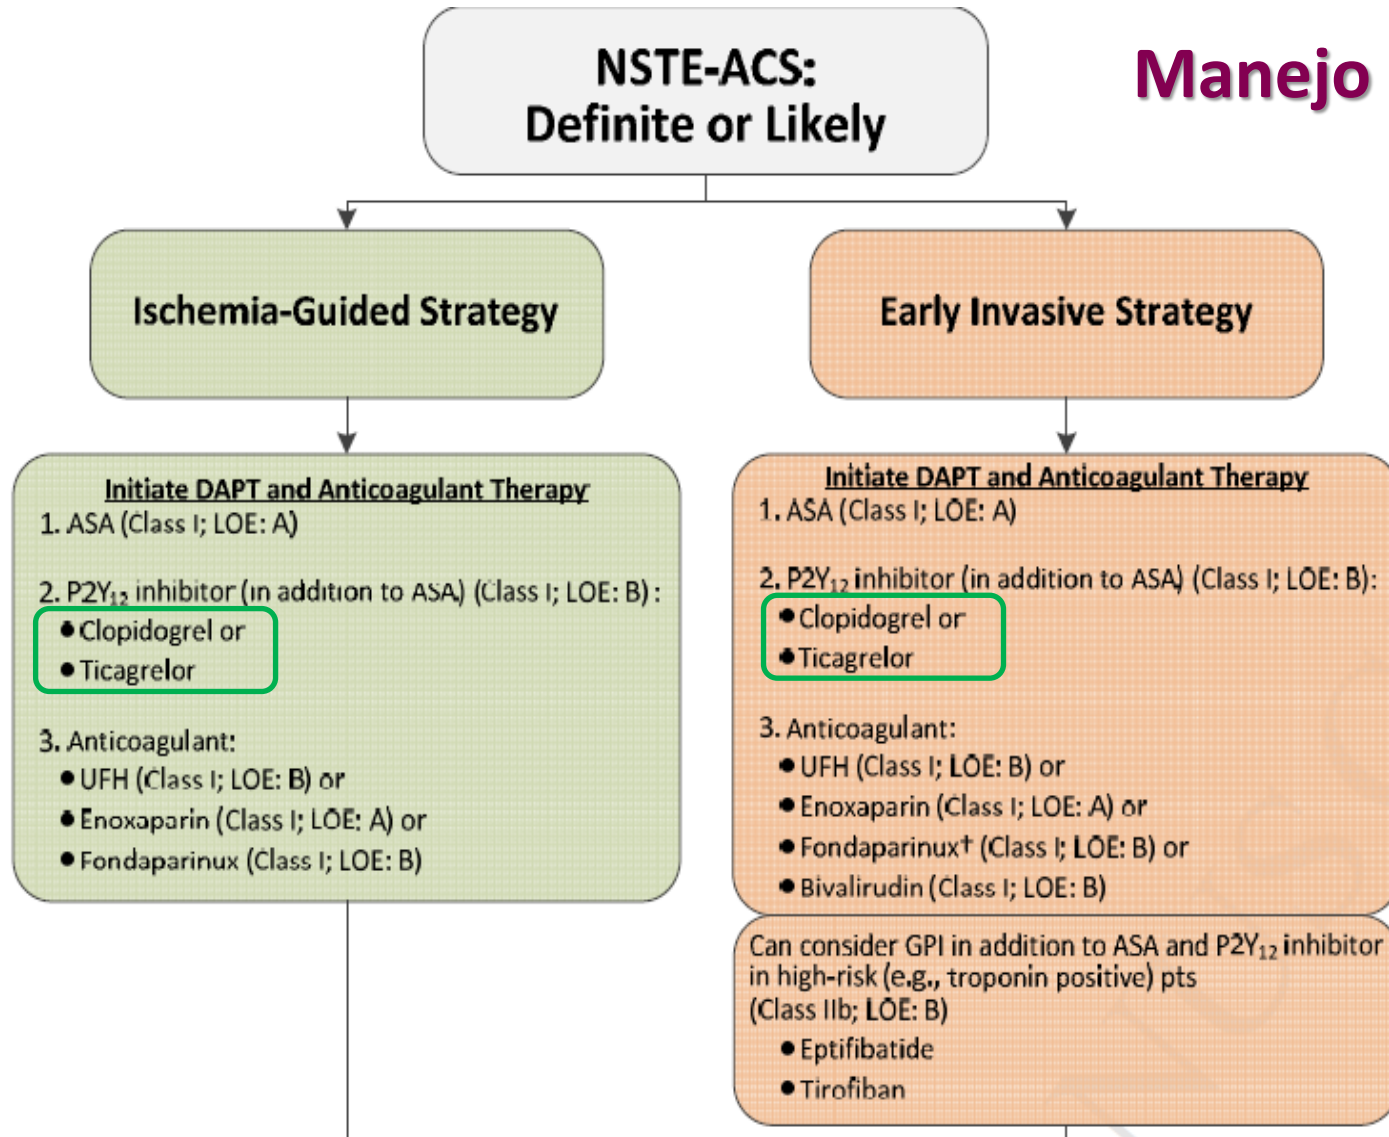 NSTE-ACS:
Definite or Likely
Manejo
Ischemia-Guided Strategy
Initiate DAPT and Anticoagulant Therapy
1. ASA (Class I; LOE: A)
2. P2Y₁₂ inhibitor (in addition to ASA) (Class I; LOE: B) :
● Clopidogrel or
● Ticagrelor
3. Anticoagulant:
● UFH (Class I; LOE: B) or
● Enoxaparin (Class I; LOE: A) or
● Fondaparinux (Class I; LOE: B)
Early Invasive Strategy
Initiate DAPT and Anticoagulant Therapy
1. ASA (Class I; LOE: A)
2. P2Y₁₂ inhibitor (in addition to ASA) (Class I; LOE: B):
● Clopidogrel or
● Ticagrelor
3. Anticoagulant:
● UFH (Class I; LOE: B) or
● Enoxaparin (Class I; LOE: A) or
● Fondaparinux† (Class I; LOE: B) or
● Bivalirudin (Class I; LOE: B)
Can consider GPI in addition to ASA and P2Y₁₂ inhibitor
in high-risk (e.g., troponin positive) pts
(Class IIb; LOE: B)
● Eptifibatide
● Tirofiban